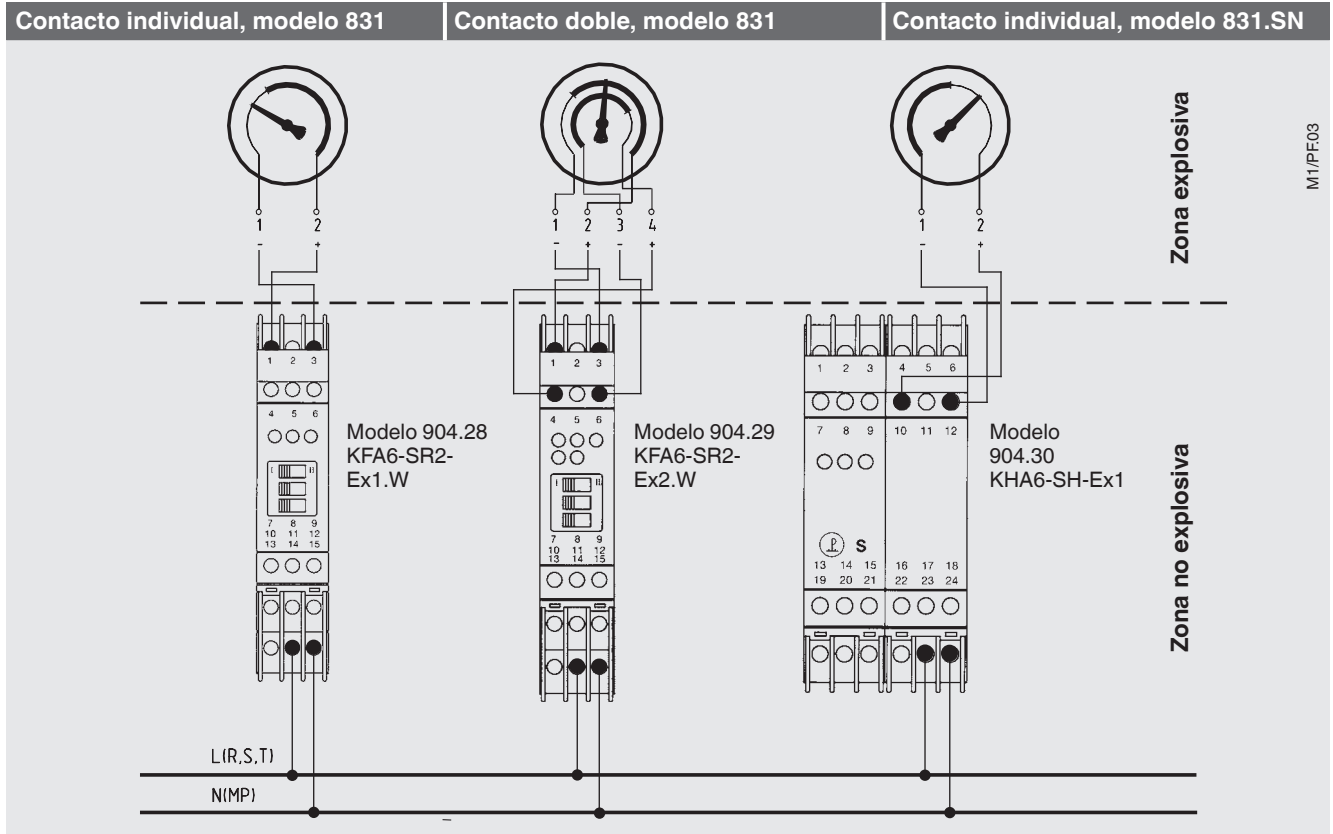 Contacto individual, modelo 831
Contacto doble, modelo 831
Contacto individual, modelo 831.SN
1 2
- +
1 2 3 4
- + - +
1 2
- +
Zona explosiva
M1/PF.03
1 2 3
4 5 6
I II
7 8 9
10 11 12
13 14 15
Modelo 904.28
KFA6-SR2-
Ex1.W
1 2 3
4 5 6
I II
7 8 9
10 11 12
13 14 15
Modelo 904.29
KFA6-SR2-
Ex2.W
1 2 3 4 5 6
7 8 9 10 11 12
S
13 14 15 16 17 18
19 20 21 22 23 24
Modelo
904.30
KHA6-SH-Ex1
Zona no explosiva
L(R,S,T)
N(MP)